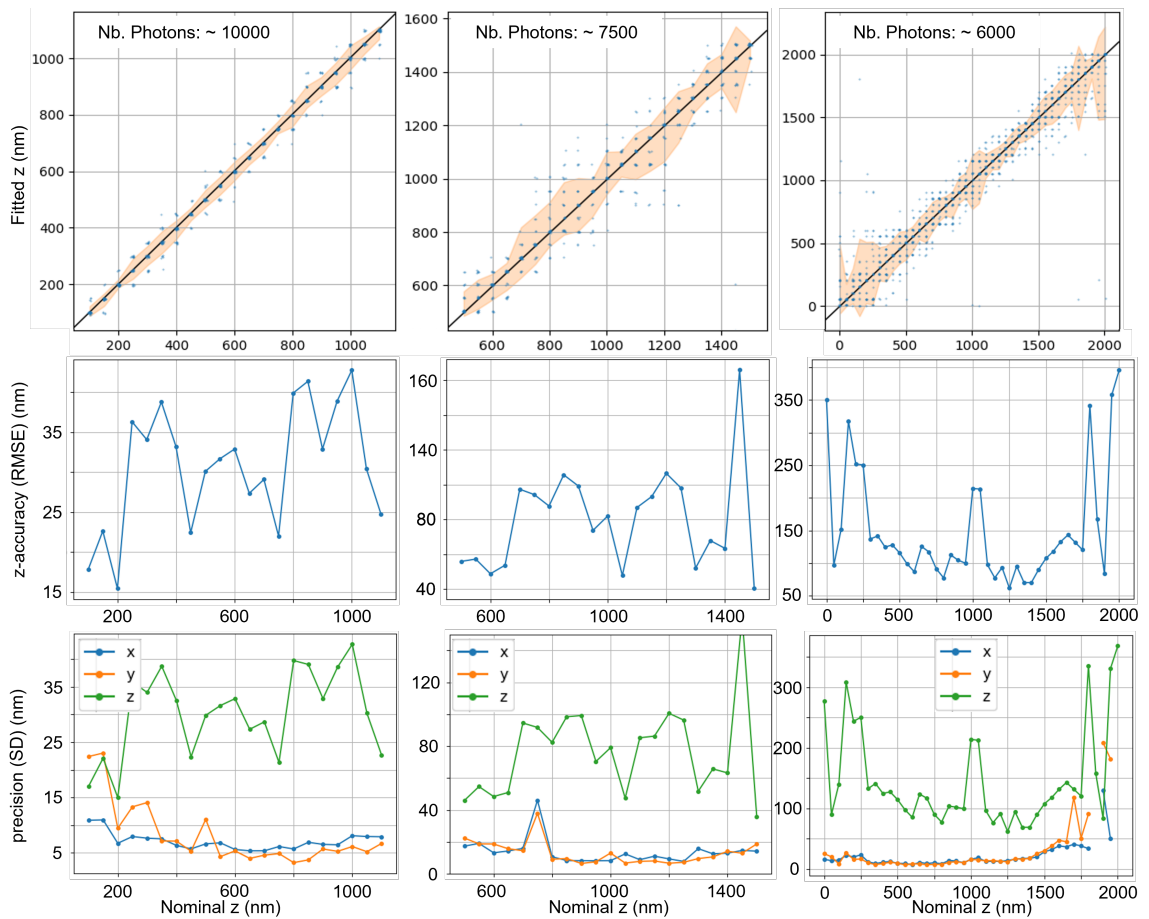 Nb. Photons: ~ 10000
Nb. Photons: ~ 7500
Nb. Photons: ~ 6000
Fitted z (nm)
1000
800
600
400
200
200 400 600 800 1000
1600
1400
1200
1000
800
600
600 800 1000 1200 1400
2000
1500
1000
500
0
0 500 1000 1500 2000
z-accuracy (RMSE) (nm)
35
25
15
200 600 1000
160
140
80
40
600 1000 1400
350
250
150
50
0 500 1000 1500 2000
precision (SD) (nm)
x
y
z
35
25
15
5
200 600 1000
Nominal z (nm)
x
y
z
120
80
40
0
600 1000 1400
Nominal z (nm)
x
y
z
300
200
100
0
0 500 1000 1500 2000
Nominal z (nm)